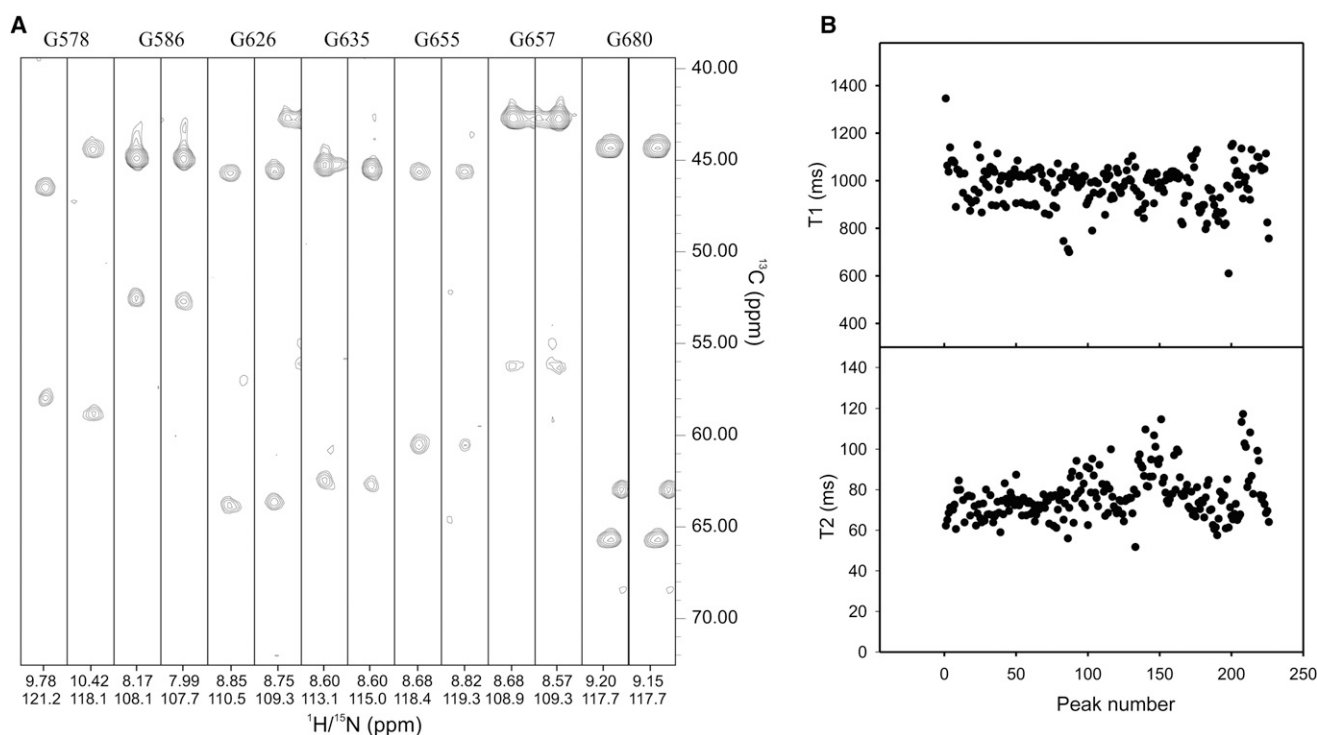 A
G578 G586 G626 G635 G655 G657 G680
40.00
45.00
50.00
55.00
60.00
65.00
70.00
13C (ppm)
9.78 10.42 8.17 7.99 8.85 8.75 8.60 8.60 8.68 8.82 8.68 8.57 9.20 9.15
121.2 118.1 108.1 107.7 110.5 109.3 113.1 115.0 118.4 119.3 108.9 109.3 117.7 117.7
1H/15N (ppm)
B
1400
1200
1000
800
600
400
T1 (ms)
140
120
100
80
60
40
20
0
T2 (ms)
0 50 100 150 200 250
Peak number